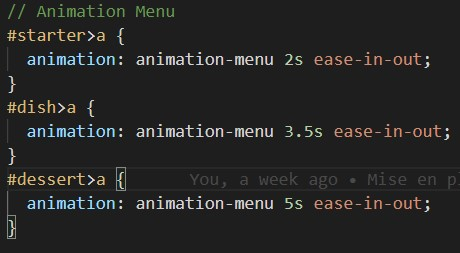 // Animation Menu
#starter>a {
  animation: animation-menu 2s ease-in-out;
}
#dish>a {
  animation: animation-menu 3.5s ease-in-out;
}
#dessert>a {    You, a week ago • Mise en pl
  animation: animation-menu 5s ease-in-out;
}